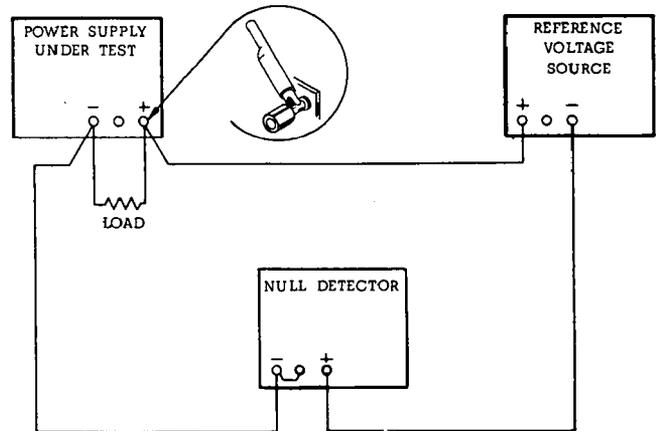 POWER SUPPLY
UNDER TEST
- +
LOAD
REFERENCE
VOLTAGE
SOURCE
+ -
NULL DETECTOR
- +